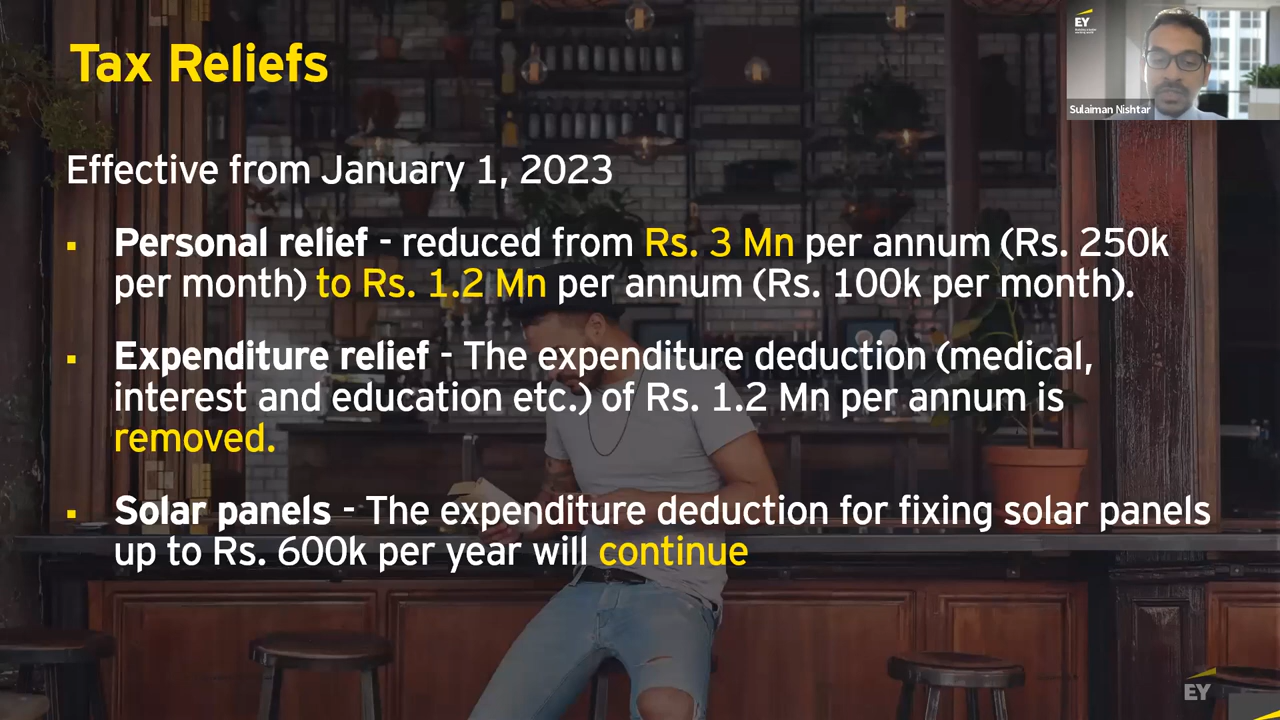 Tax Reliefs
EY
Sulaiman Nishtar
Effective from January 1, 2023
▪ Personal relief - reduced from Rs. 3 Mn per annum (Rs. 250k
per month) to Rs. 1.2 Mn per annum (Rs. 100k per month).
▪ Expenditure relief - The expenditure deduction (medical,
interest and education etc.) of Rs. 1.2 Mn per annum is
removed.
▪ Solar panels - The expenditure deduction for fixing solar panels
up to Rs. 600k per year will continue
EY